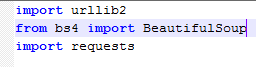 import urllib2
from bs4 import BeautifulSoup
import requests